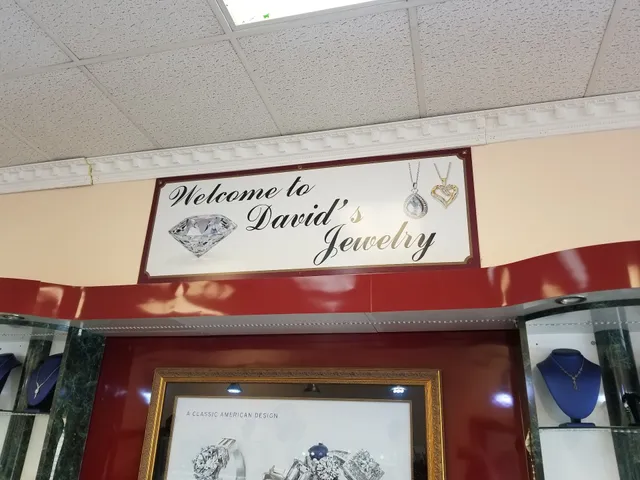 Welcome to
David's
Jewelry
A CLASSIC AMERICAN DESIGN